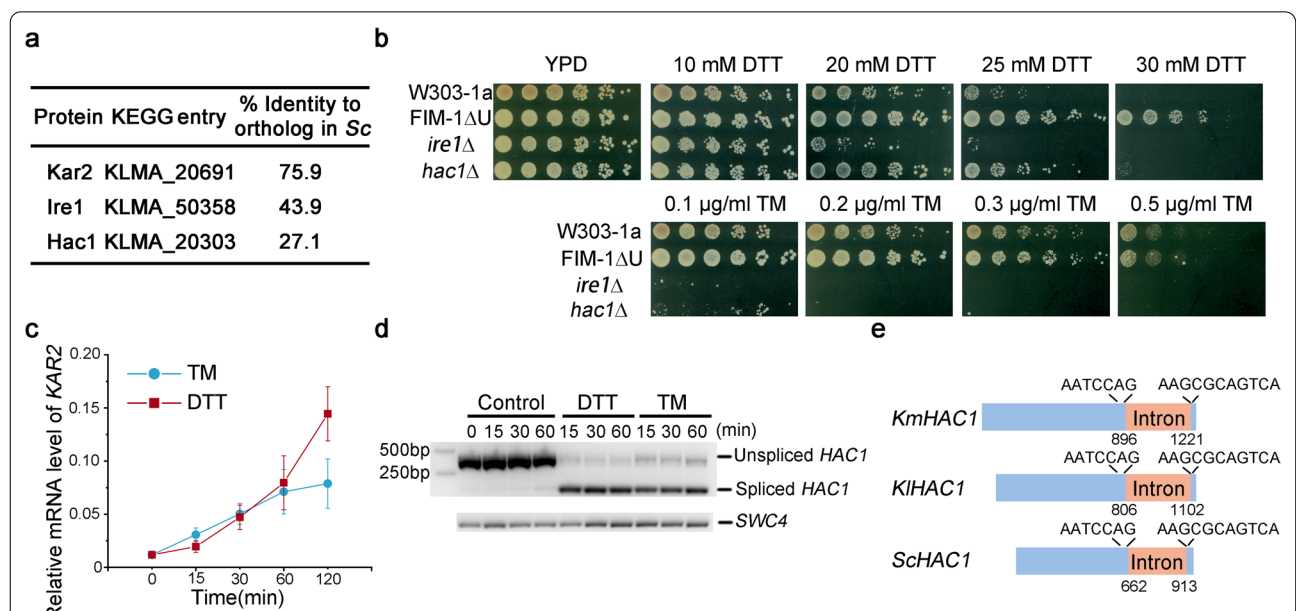 a
Protein KEGG entry % Identity to ortholog in Sc
Kar2 KLMA_20691 75.9
Ire1 KLMA_50358 43.9
Hac1 KLMA_20303 27.1
b
YPD 10 mM DTT 20 mM DTT 25 mM DTT 30 mM DTT
W303-1a
FIM-1ΔU
ire1Δ
hac1Δ
0.1 µg/ml TM 0.2 µg/ml TM 0.3 µg/ml TM 0.5 µg/ml TM
W303-1a
FIM-1ΔU
ire1Δ
hac1Δ
c
Relative mRNA level of KAR2
0.20
0.15
0.10
0.05
0
TM
DTT
0 15 30 60 120
Time(min)
d
Control DTT TM
0 15 30 60 15 30 60 15 30 60 (min)
500bp
250bp
Unspliced HAC1
Spliced HAC1
SWC4
e
AATCCAG AAGCGCAGTCA
KmHAC1 Intron
896 1221
AATCCAG AAGCGCAGTCA
KlHAC1 Intron
806 1102
AATCCAG AAGCGCAGTCA
ScHAC1 Intron
662 913